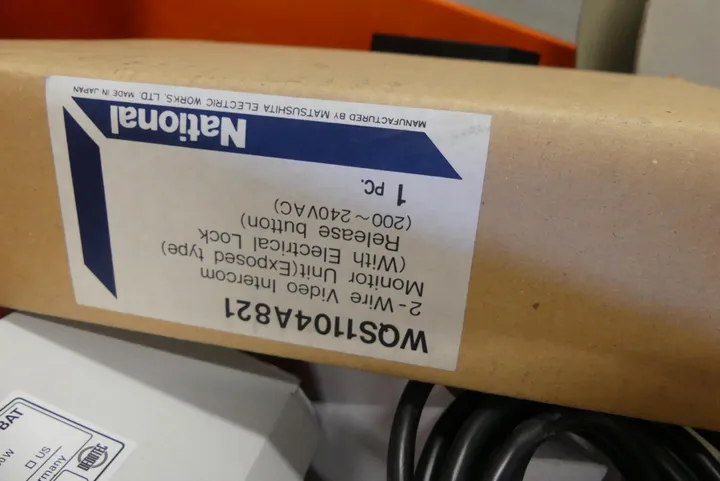 WQS1104A821
2-Wire Video Intercom
Monitor Unit(Exposed type)
(With Electrical Lock
Release button)
(200~240VAC)
1 PC.
National
MANUFACTURED BY MATSUSHITA ELECTRIC WORKS, LTD. MADE IN JAPAN
BAT
US
many